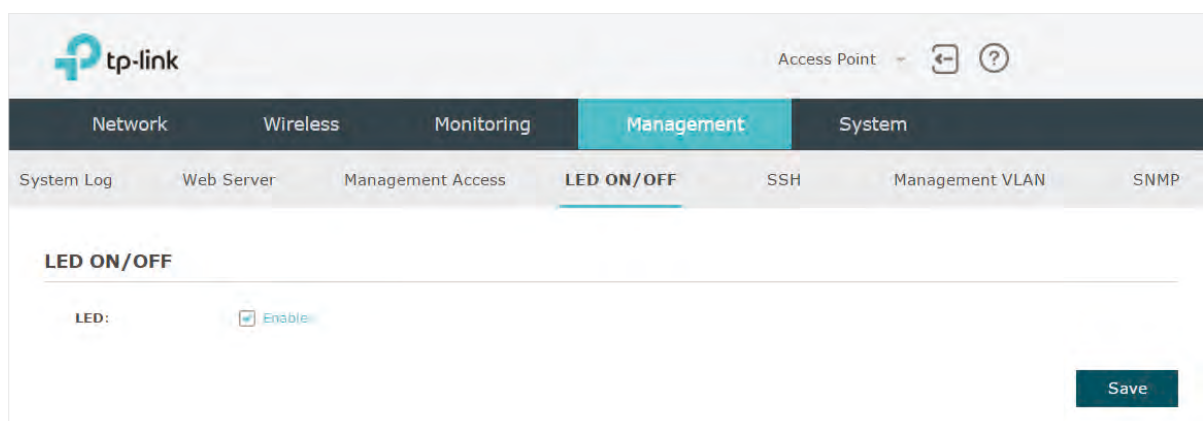 tp-link
Access Point
Network Wireless Monitoring Management System
System Log Web Server Management Access LED ON/OFF SSH Management VLAN SNMP
LED ON/OFF
LED: Enable
Save